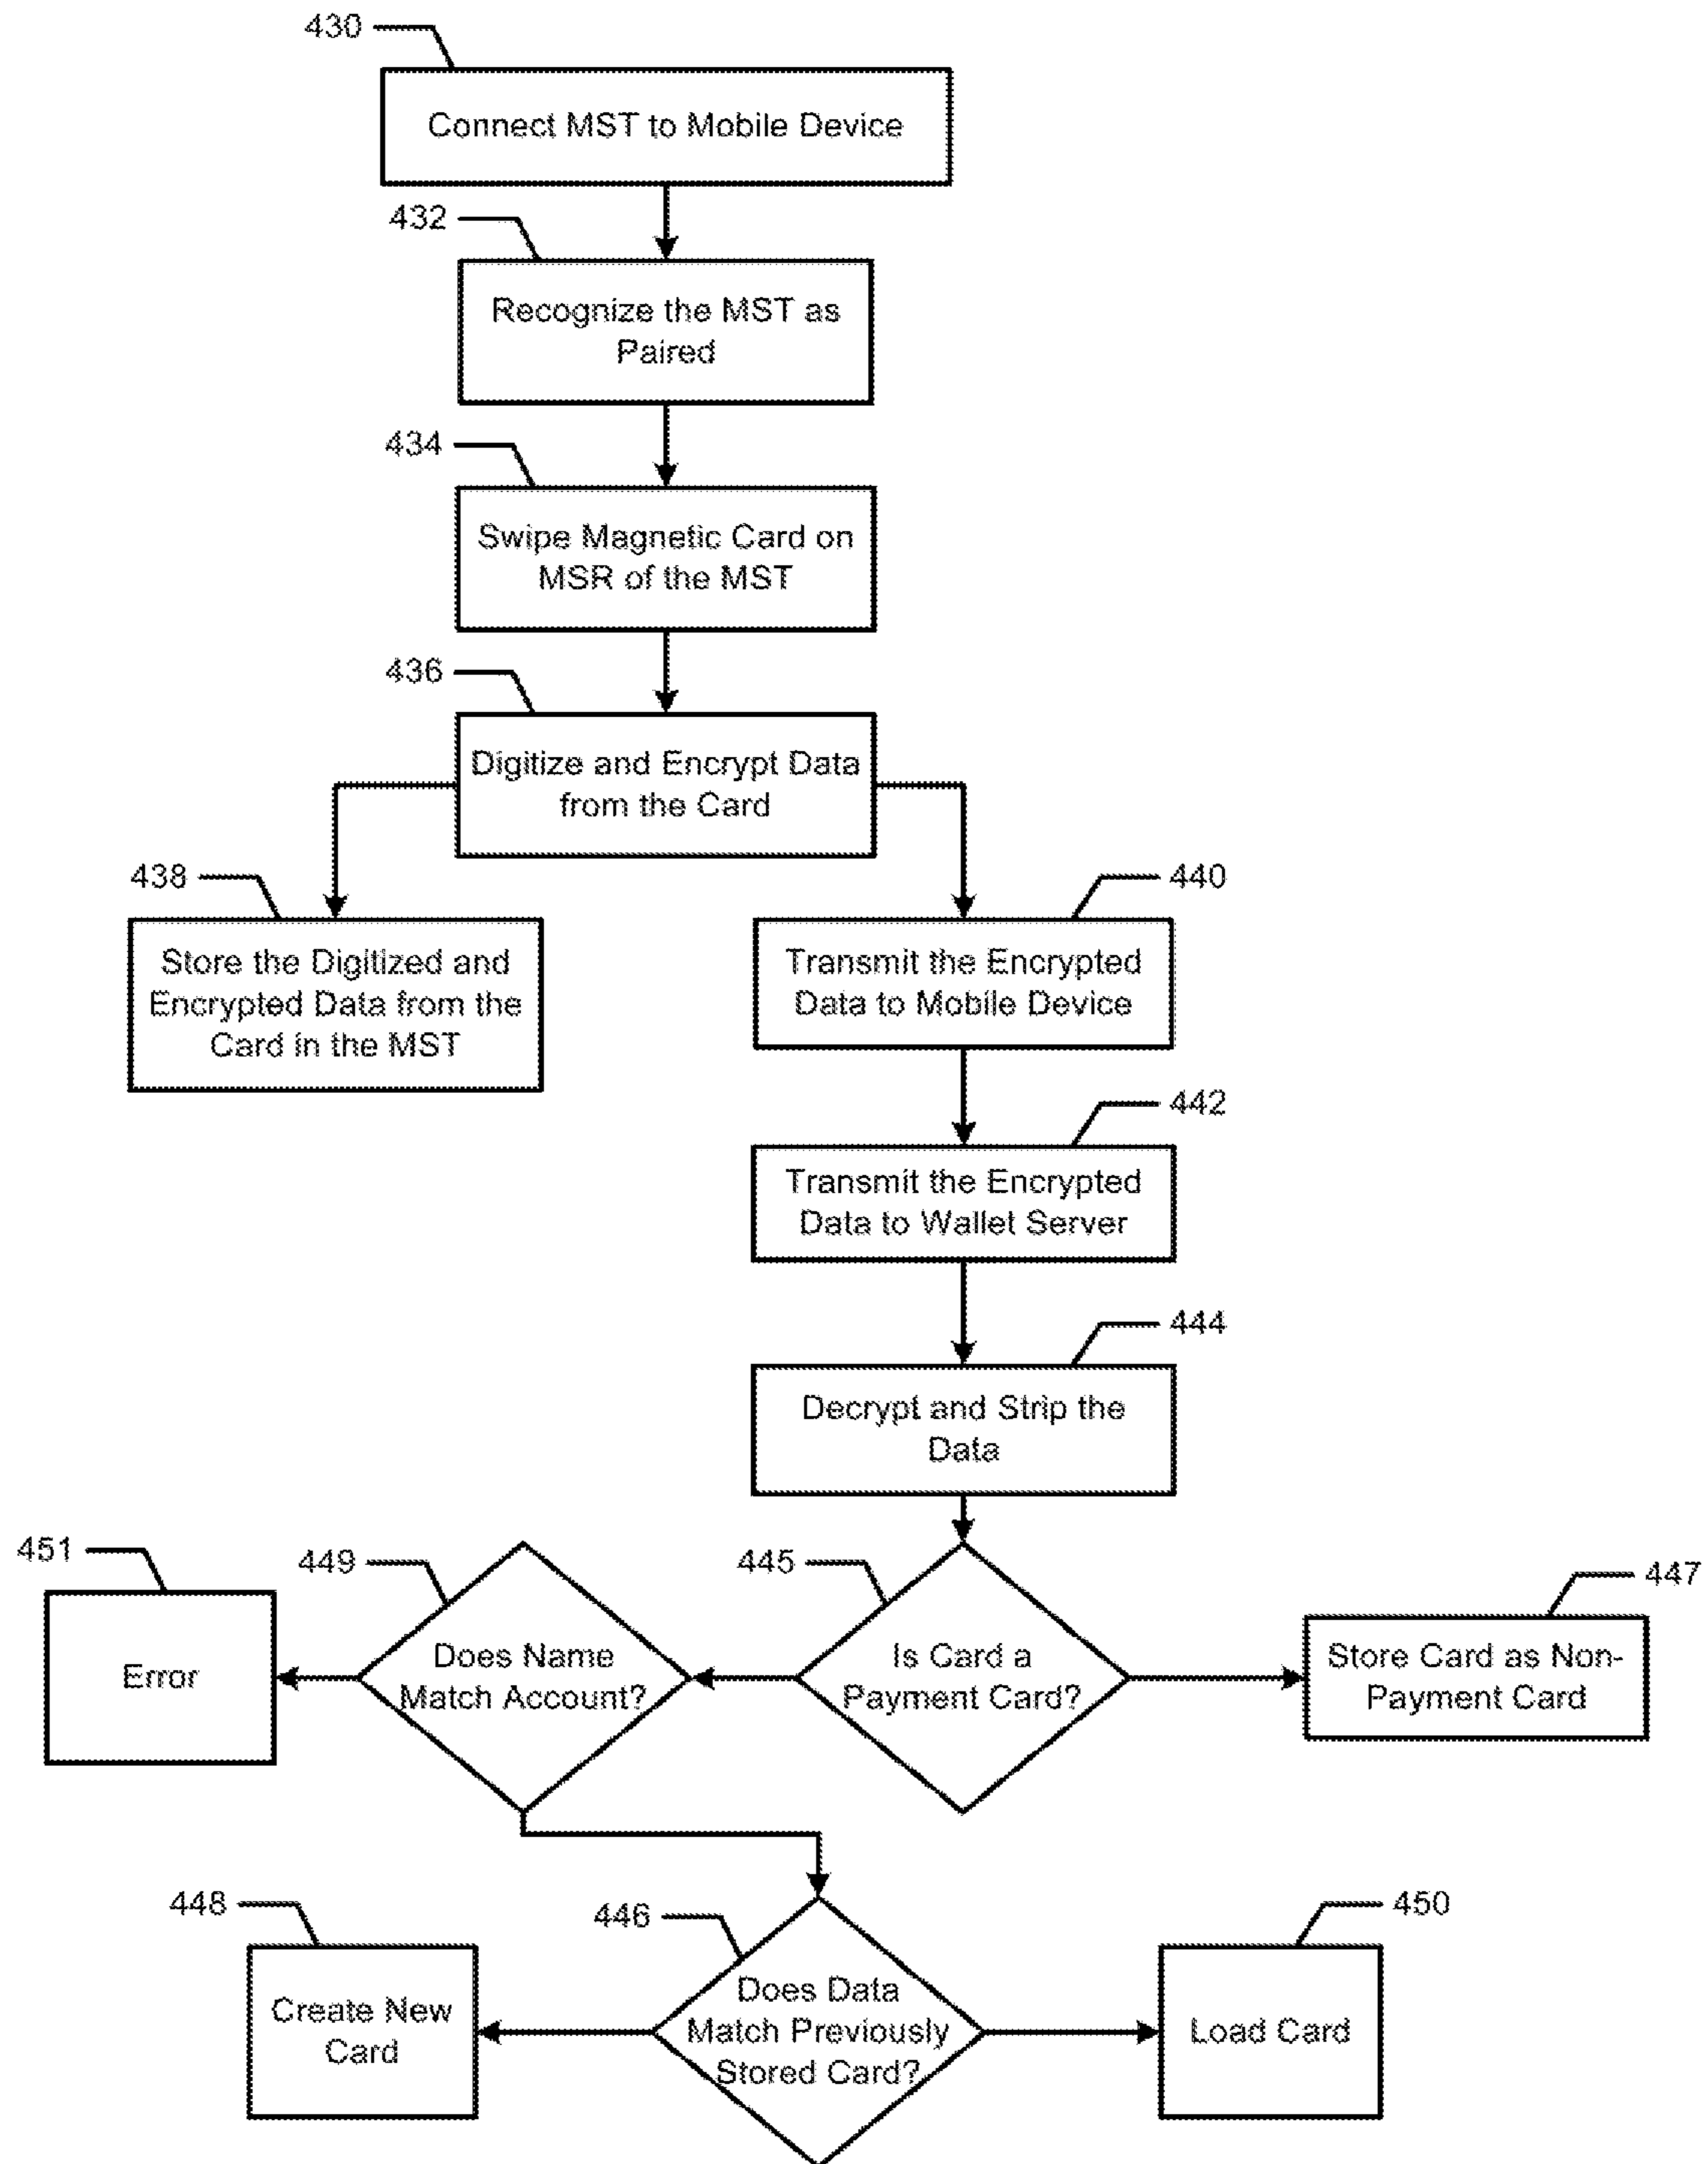 430
Connect MST to Mobile Device
432
Recognize the MST as
Paired
434
Swipe Magnetic Card on
MSR of the MST
436
Digitize and Encrypt Data
from the Card
438
Store the Digitized and
Encrypted Data from the
Card in the MST
440
Transmit the Encrypted
Data to Mobile Device
442
Transmit the Encrypted
Data to Wallet Server
444
Decrypt and Strip the
Data
451
Error
449
Does Name
Match Account?
445
Is Card a
Payment Card?
447
Store Card as Non-
Payment Card
448
Create New
Card
446
Does Data
Match Previously
Stored Card?
450
Load Card